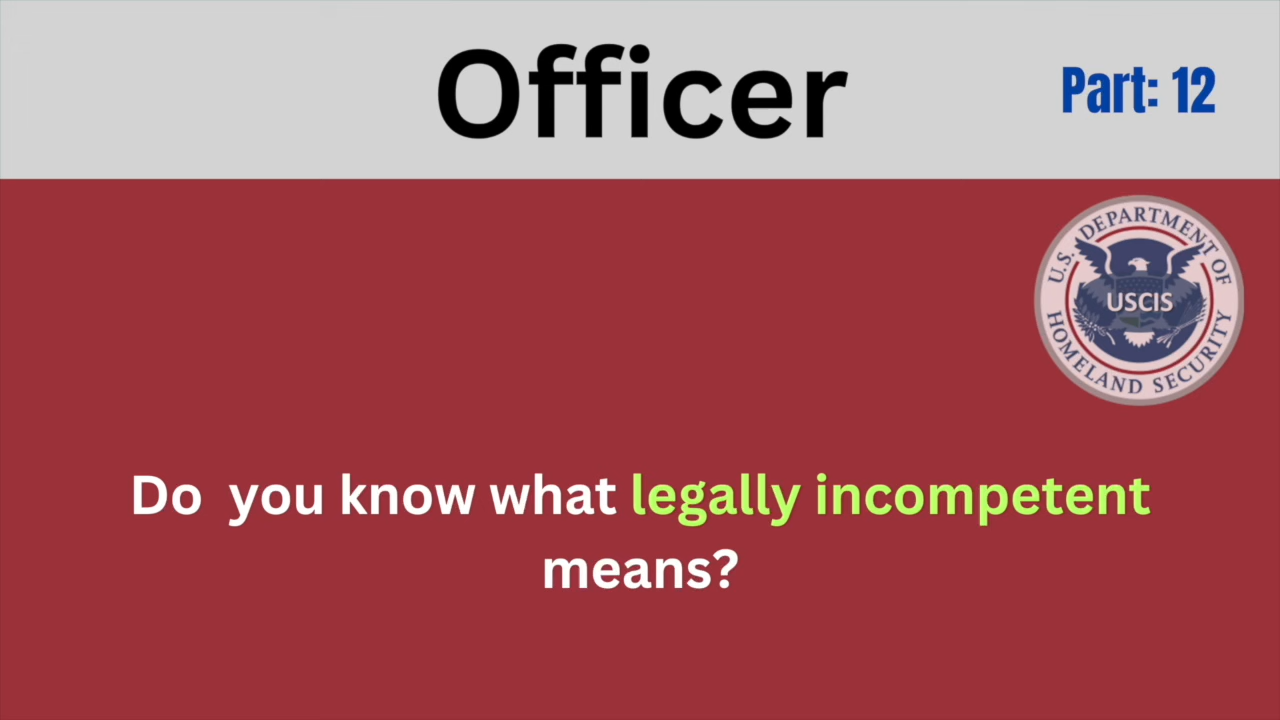 Officer
Part: 12
U.S. DEPARTMENT OF
USCIS
HOMELAND SECURITY
Do you know what legally incompetent
means?